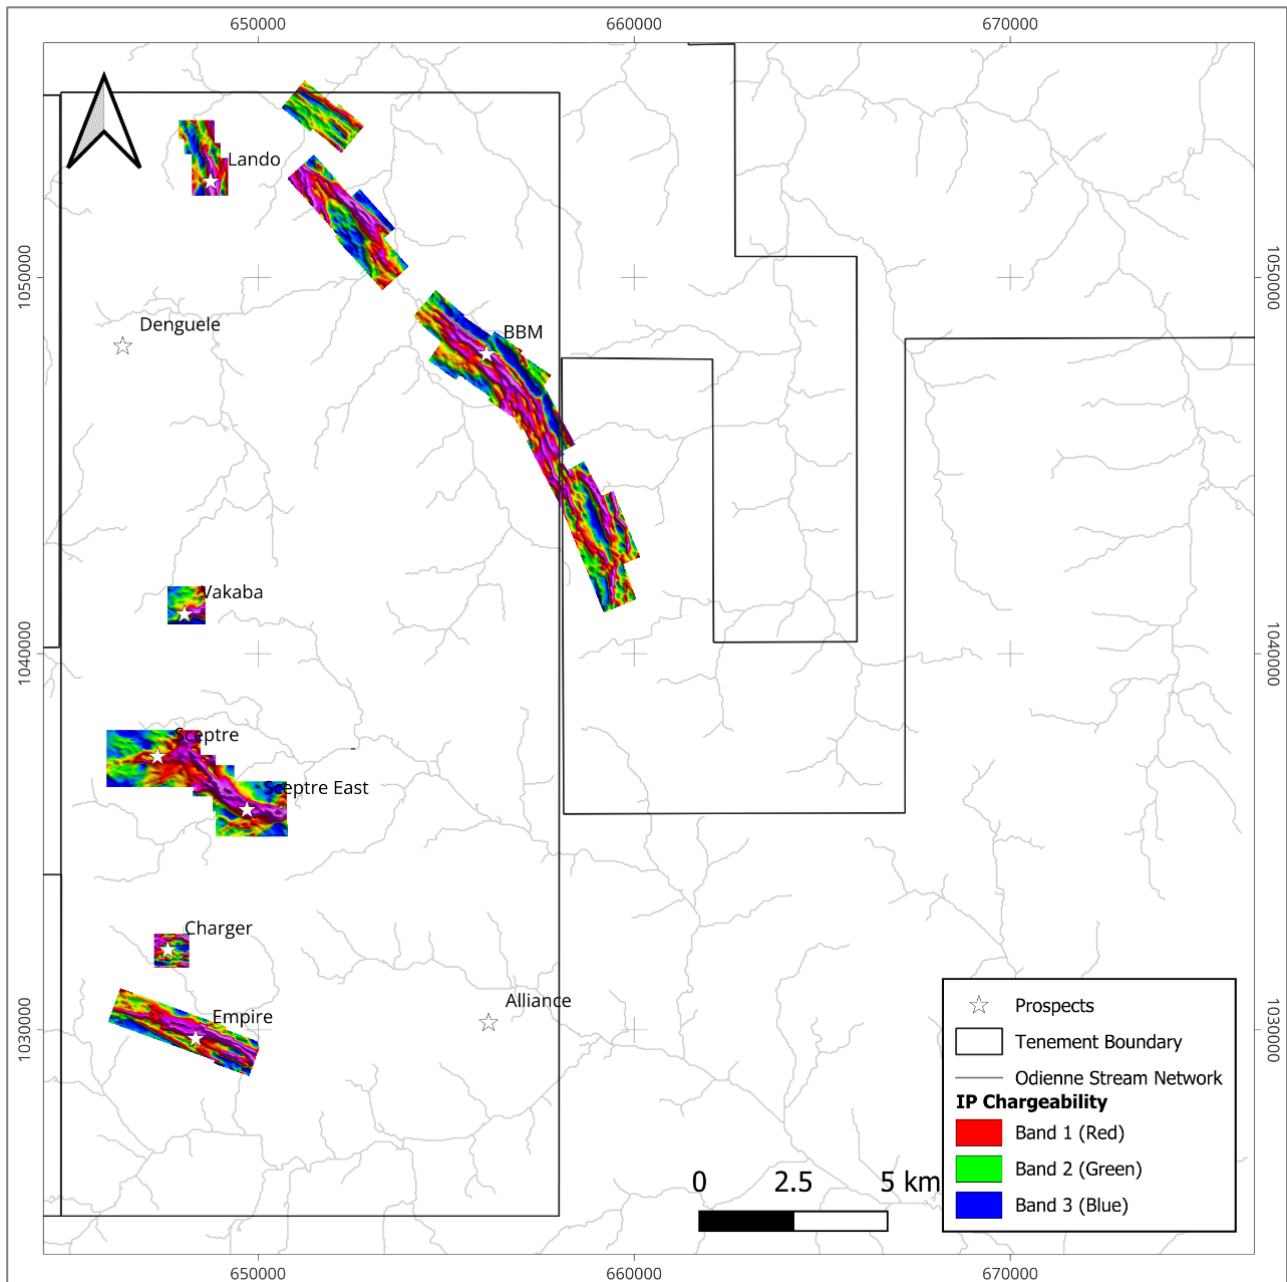 650000
660000
670000
Lando
1050000
1050000
Denguele
BBM
Vakaba
1040000
1040000
Sceptre
Sceptre East
Charger
Alliance
Empire
1030000
1030000
Prospects
Tenement Boundary
Odienne Stream Network
IP Chargeability
Band 1 (Red)
Band 2 (Green)
Band 3 (Blue)
0 2.5 5 km
650000
660000
670000